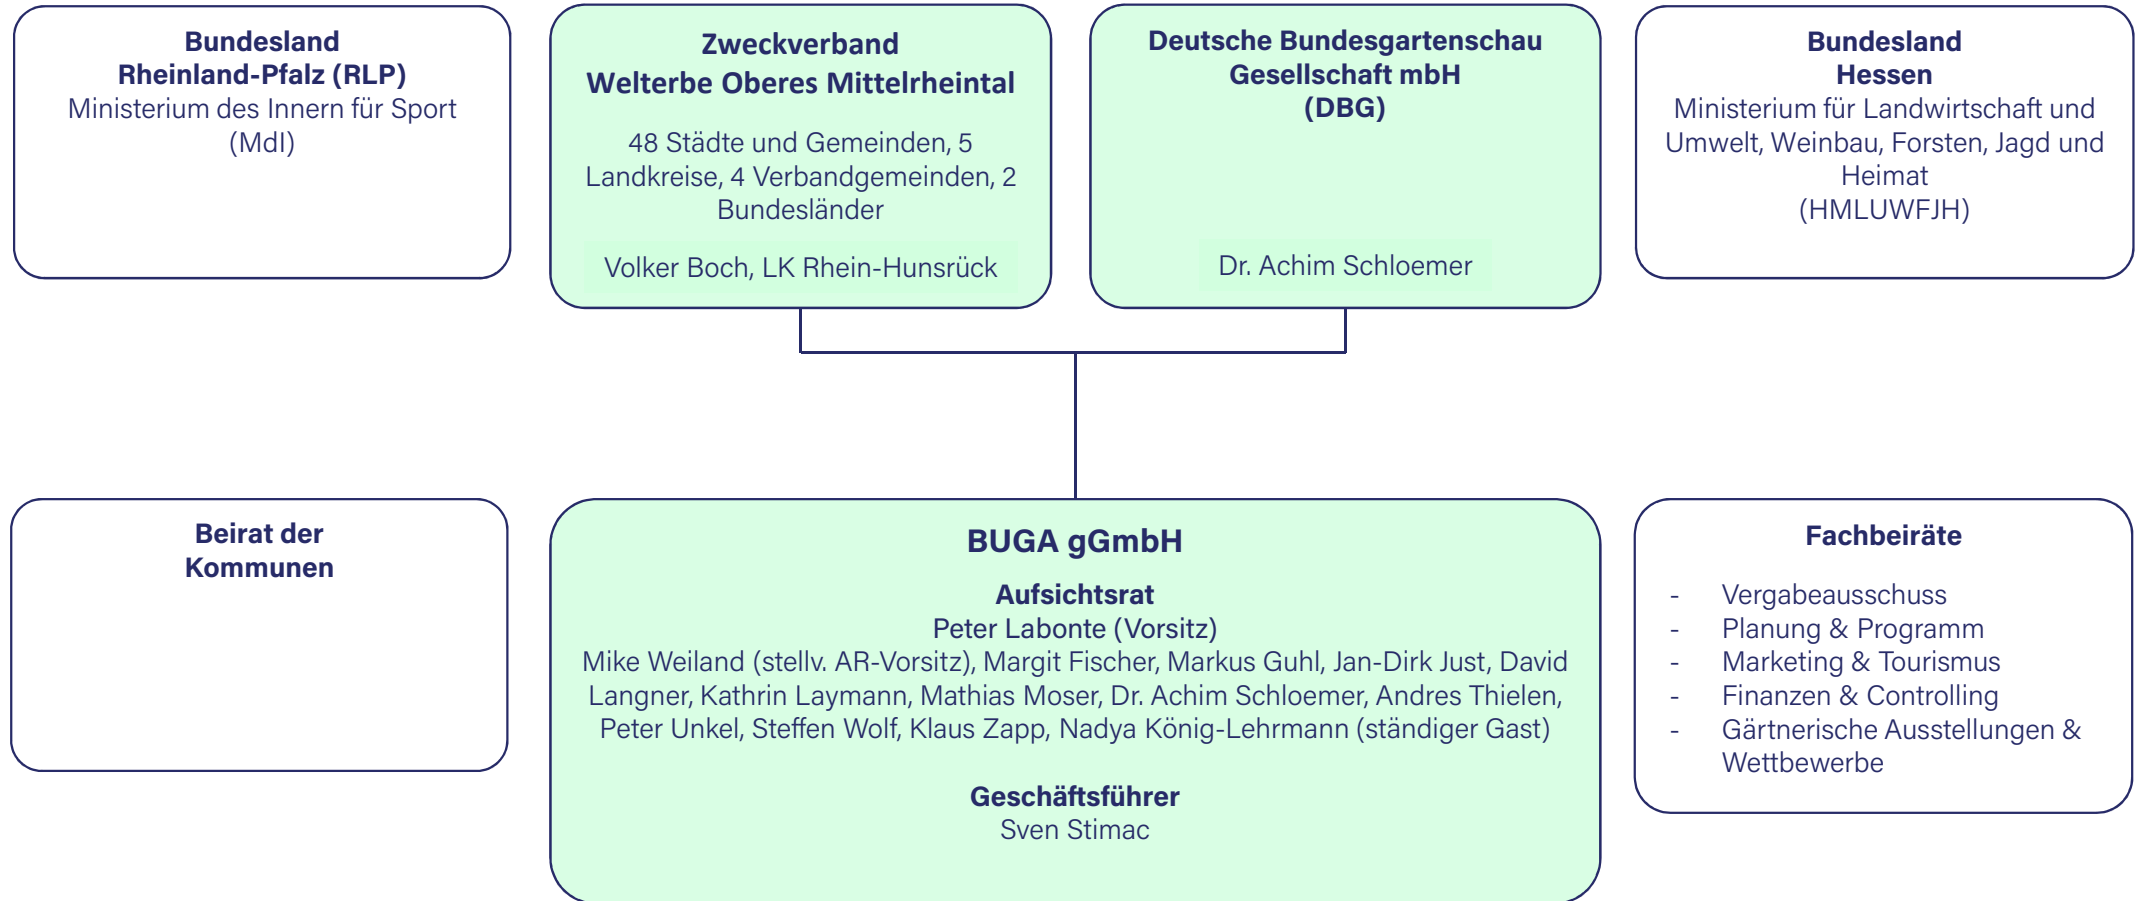 Bundesland
Rheinland-Pfalz (RLP)
Ministerium des Innern für Sport
(MdI)
Zweckverband
Welterbe Oberes Mittelrheintal
48 Städte und Gemeinden, 5
Landkreise, 4 Verbandgemeinden, 2
Bundesländer
Volker Boch, LK Rhein-Hunsrück
Deutsche Bundesgartenschau
Gesellschaft mbH
(DBG)
Dr. Achim Schloemer
Bundesland
Hessen
Ministerium für Landwirtschaft und
Umwelt, Weinbau, Forsten, Jagd und
Heimat
(HMLUWFJH)
Beirat der
Kommunen
BUGA gGmbH
Aufsichtsrat
Peter Labonte (Vorsitz)
Mike Weiland (stellv. AR-Vorsitz), Margit Fischer, Markus Guhl, Jan-Dirk Just, David
Langner, Kathrin Laymann, Mathias Moser, Dr. Achim Schloemer, Andres Thielen,
Peter Unkel, Steffen Wolf, Klaus Zapp, Nadya König-Lehrmann (ständiger Gast)
Geschäftsführer
Sven Stimac
Fachbeiräte
- Vergabeausschuss
- Planung & Programm
- Marketing & Tourismus
- Finanzen & Controlling
- Gärtnerische Ausstellungen &
Wettbewerbe